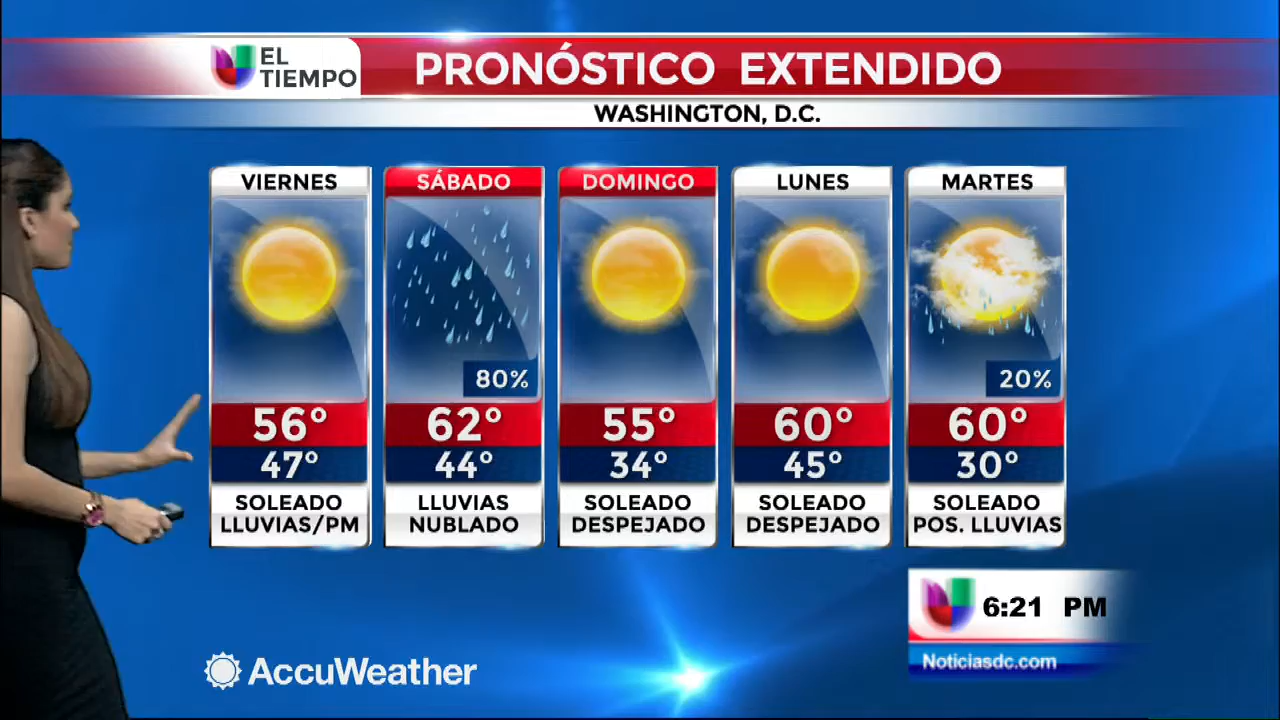 EL
TIEMPO
PRONÓSTICO EXTENDIDO
WASHINGTON, D.C.
VIERNES
56°
47°
SOLEADO
LLUVIAS/PM
SÁBADO
80%
62°
44°
LLUVIAS
NUBLADO
DOMINGO
55°
34°
SOLEADO
DESPEJADO
LUNES
60°
45°
SOLEADO
DESPEJADO
MARTES
20%
60°
30°
SOLEADO
POS. LLUVIAS
6:21 PM
Noticiasdc.com
AccuWeather